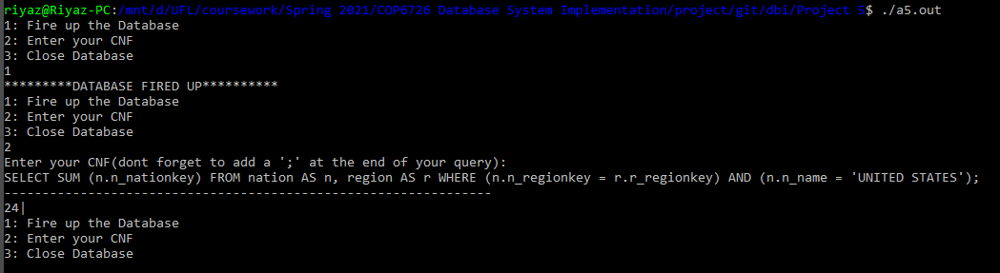 riyaz@Riyaz-PC:/mnt/d/UFL/coursework/Spring 2021/COP6726 Database System Implementation/project/git/dbi/Project 5$ ./a5.out
1: Fire up the Database
2: Enter your CNF
3: Close Database
1
*********DATABASE FIRED UP**********
1: Fire up the Database
2: Enter your CNF
3: Close Database
2
Enter your CNF(dont forget to add a ';' at the end of your query):
SELECT SUM (n.n_nationkey) FROM nation AS n, region AS r WHERE (n.n_regionkey = r.r_regionkey) AND (n.n_name = 'UNITED STATES');
----------------------------------------------------------------
24|
1: Fire up the Database
2: Enter your CNF
3: Close Database